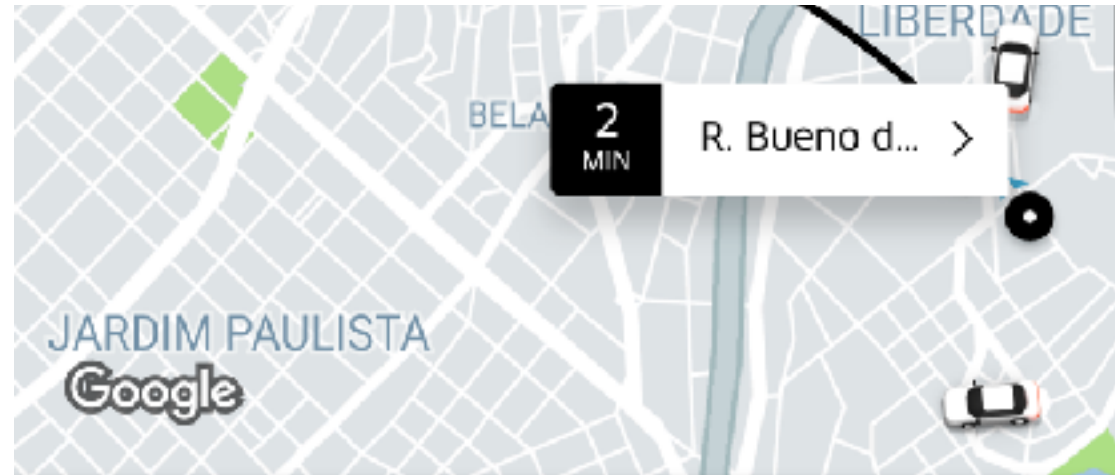 LIBERDADE
BELA
2
MIN
R. Bueno d...
JARDIM PAULISTA
Google